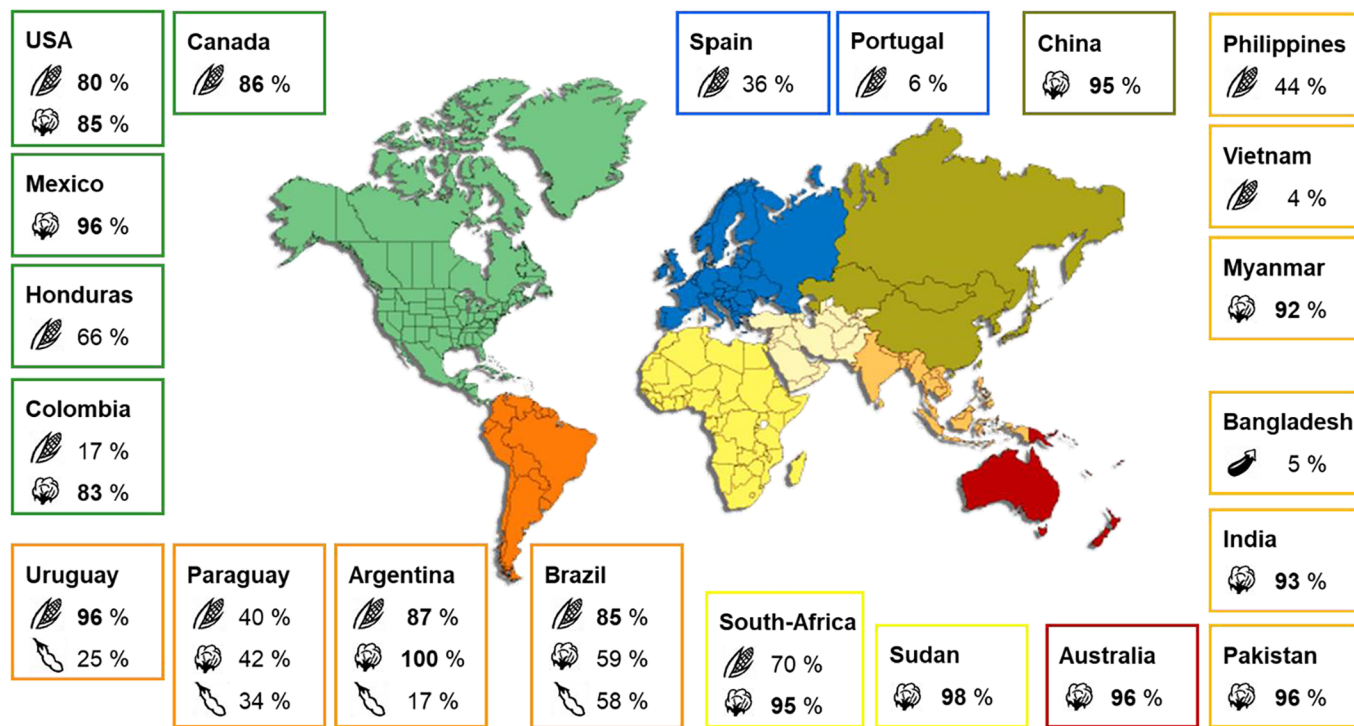 USA
80 %
85 %
Canada
86 %
Spain
36 %
Portugal
6 %
China
95 %
Philippines
44 %
Mexico
96 %
Vietnam
4 %
Honduras
66 %
Myanmar
92 %
Colombia
17 %
83 %
Bangladesh
5 %
India
93 %
Uruguay
96 %
25 %
Paraguay
40 %
42 %
34 %
Argentina
87 %
100 %
17 %
Brazil
85 %
59 %
58 %
South-Africa
70 %
95 %
Sudan
98 %
Australia
96 %
Pakistan
96 %